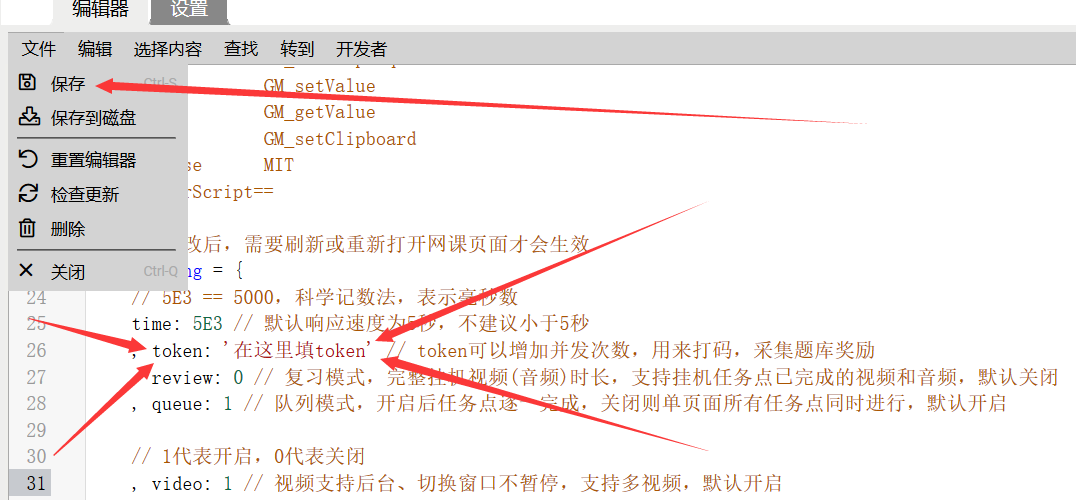 编辑器 设置
文件 编辑 选择内容 查找 转到 开发者
保存 Ctrl-S
GM_setValue
保存到磁盘
GM_getValue
GM_setClipboard
重置编辑器
se MIT
检查更新
rScript==
删除
改后，需要刷新或重新打开网课页面才会生效
关闭 Ctrl-Q
ng = {
24 // 5E3 == 5000，科学记数法，表示毫秒数
25 time: 5E3 // 默认响应速度为5秒，不建议小于5秒
26 , token: '在这里填token' // token可以增加并发次数，用来打码，采集题库奖励
27 review: 0 // 复习模式，完整挂机视频(音频)时长，支持挂机任务点已完成的视频和音频，默认关闭
28 , queue: 1 // 队列模式，开启后任务点逐一完成，关闭则单页面所有任务点同时进行，默认开启
29
30 // 1代表开启，0代表关闭
31 , video: 1 // 视频支持后台、切换窗口不暂停，支持多视频，默认开启